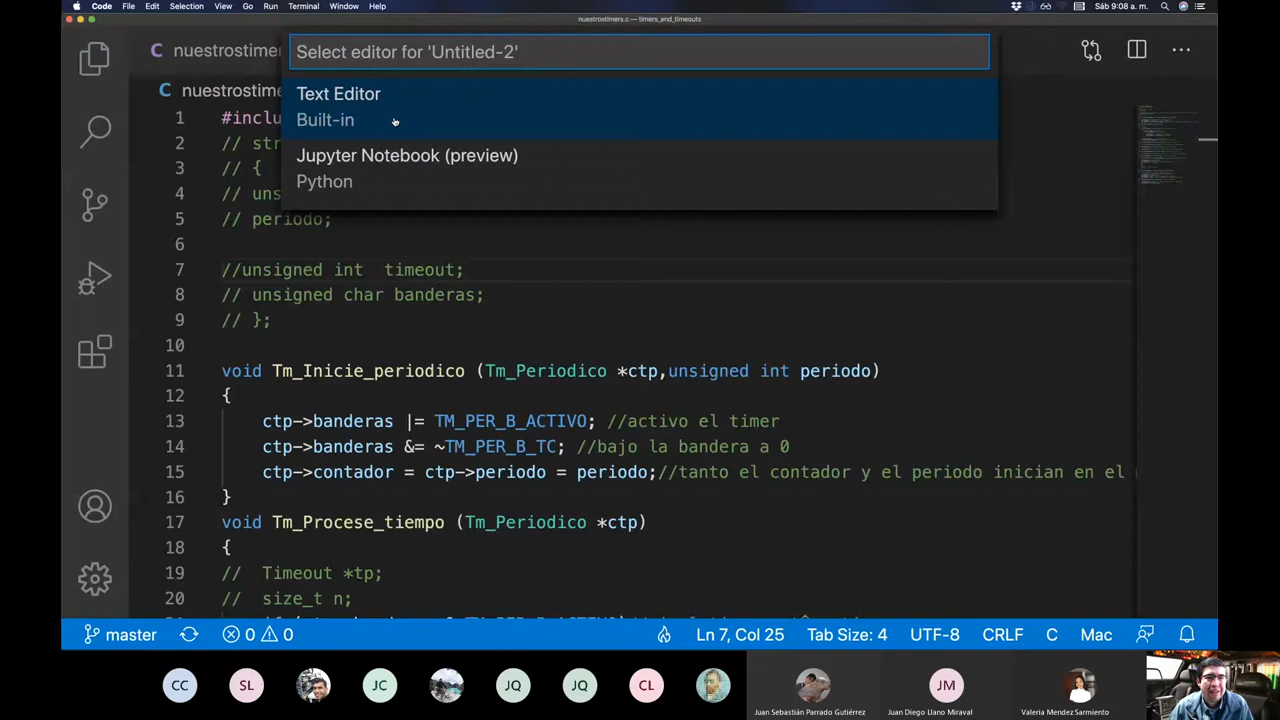 Code File Edit Selection View Go Run Terminal Window Help
Sáb 9:08 a. m.
nuestrostimers.c — timers_and_timeouts
C nuestrostimer
Select editor for 'Untitled-2'
C nuestrostime
Text Editor
Built-in
Jupyter Notebook (preview)
Python
1 #inclu
2 // str
3 // {
4 // uns
5 // periodo;
6
7 //unsigned int timeout;
8 // unsigned char banderas;
9 // };
10
11 void Tm_Inicie_periodico (Tm_Periodico *ctp,unsigned int periodo)
12 {
13 ctp->banderas |= TM_PER_B_ACTIVO; //activo el timer
14 ctp->banderas &= ~TM_PER_B_TC; //bajo la bandera a 0
15 ctp->contador = ctp->periodo = periodo;//tanto el contador y el periodo inician en el
16 }
17 void Tm_Procese_tiempo (Tm_Periodico *ctp)
18 {
19 // Timeout *tp;
20 // size_t n;
master 0 0 Ln 7, Col 25 Tab Size: 4 UTF-8 CRLF C Mac
CC SL JC JQ JQ CL JM
Juan Sebastián Parrado Gutiérrez Juan Diego Llano Miraval Valeria Mendez Sarmiento